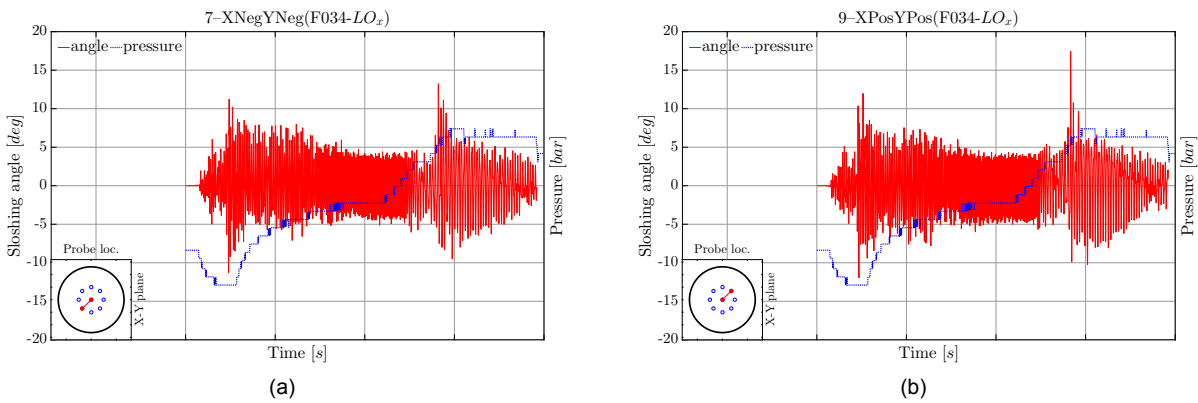 7–XNegYNeg(F034-LOx)
angle pressure
20
15
10
5
0
-5
-10
-15
-20
Sloshing angle [deg]
Pressure [bar
Probe loc.
X-Y plane
Time [s]
(a)
9–XPosYPos(F034-LOx)
angle pressure
20
15
10
5
0
-5
-10
-15
-20
Sloshing angle [deg]
Pressure [bar
Probe loc.
X-Y plane
Time [s]
(b)